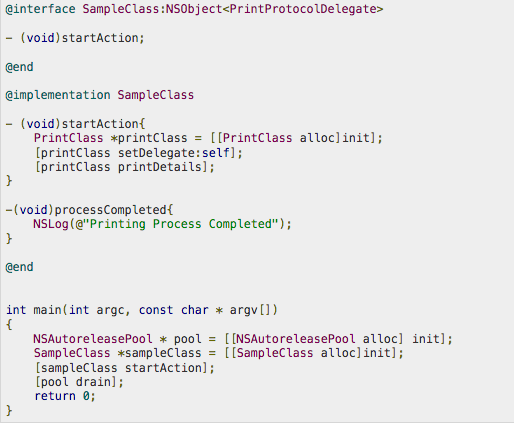 @interface SampleClass:NSObject<PrintProtocolDelegate>
- (void)startAction;
@end
@implementation SampleClass
- (void)startAction{
PrintClass *printClass = [[PrintClass alloc]init];
[printClass setDelegate:self];
[printClass printDetails];
}
-(void)processCompleted{
NSLog(@"Printing Process Completed");
}
@end
int main(int argc, const char * argv[])
{
NSAutoreleasePool * pool = [[NSAutoreleasePool alloc] init];
SampleClass *sampleClass = [[SampleClass alloc]init];
[sampleClass startAction];
[pool drain];
return 0;
}